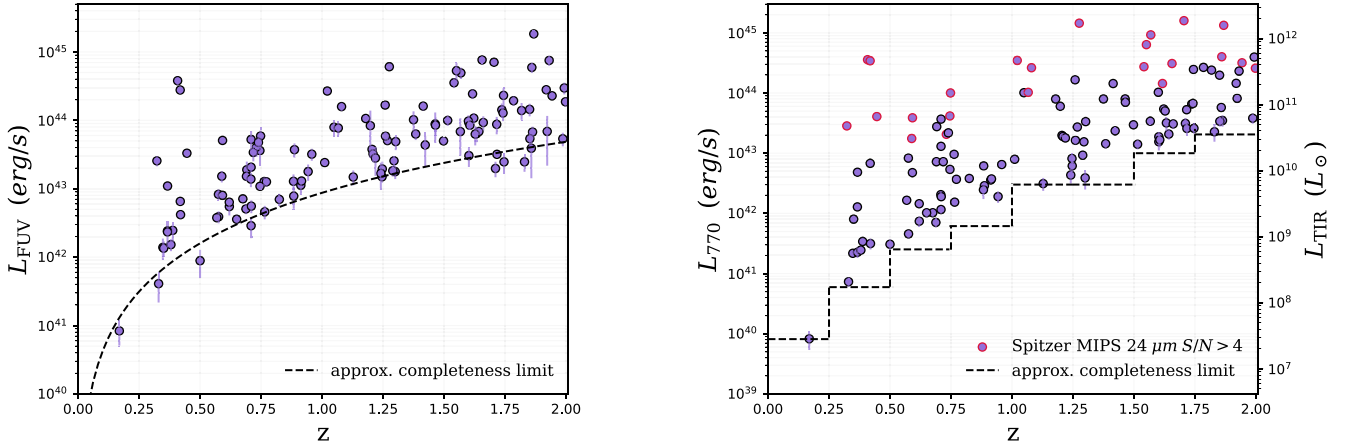 10^45
10^44
10^43
10^42
10^41
10^40
L_FUV (erg/s)
approx. completeness limit
0.00 0.25 0.50 0.75 1.00 1.25 1.50 1.75 2.00
z
10^45
10^44
10^43
10^42
10^41
10^40
10^39
L_770 (erg/s)
10^12
10^11
10^10
10^9
10^8
10^7
L_TIR (L_⊙)
Spitzer MIPS 24 μm S/N > 4
approx. completeness limit
0.00 0.25 0.50 0.75 1.00 1.25 1.50 1.75 2.00
z